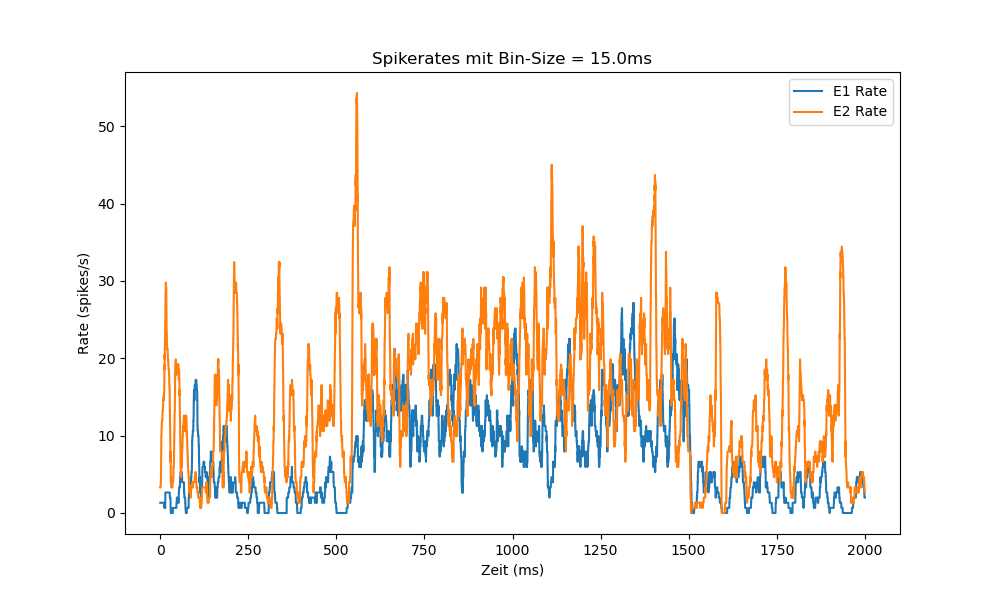 Spikerates mit Bin-Size = 15.0ms
E1 Rate
E2 Rate
Rate (spikes/s)
50
40
30
20
10
0
0 250 500 750 1000 1250 1500 1750 2000
Zeit (ms)